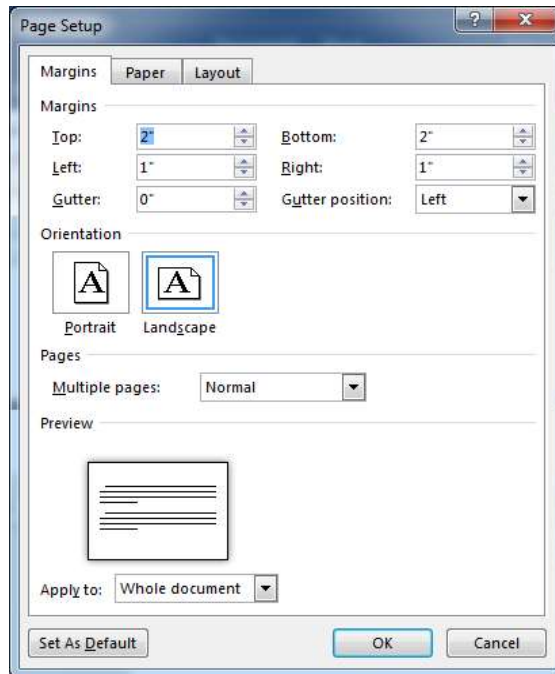 Page Setup ? X
Margins Paper Layout
Margins
Top: 2" Bottom: 2"
Left: 1" Right: 1"
Gutter: 0" Gutter position: Left
Orientation
A A
Portrait Landscape
Pages
Multiple pages: Normal
Preview
Apply to: Whole document
Set As Default OK Cancel